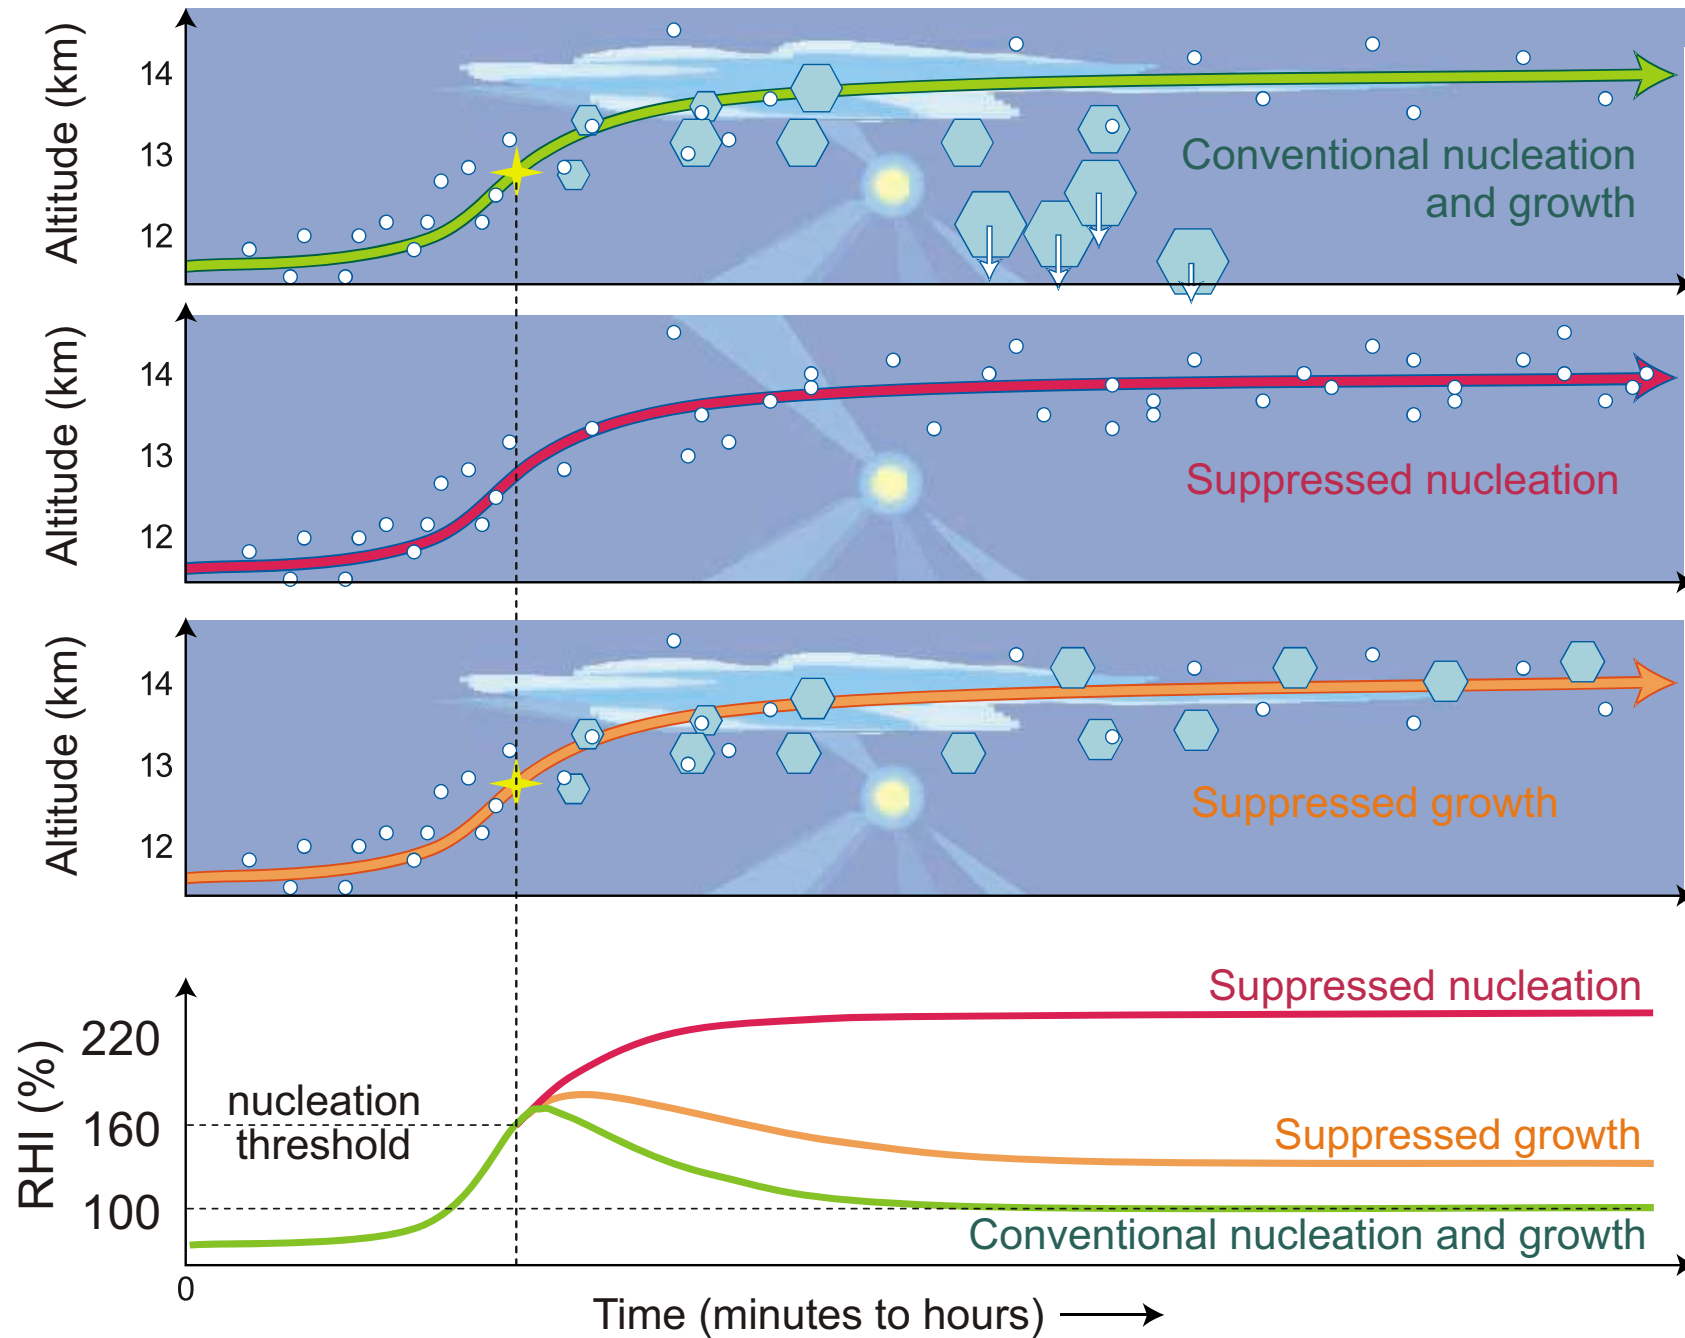 Altitude (km)
14
13
12
Conventional nucleation
and growth
Altitude (km)
14
13
12
Suppressed nucleation
Altitude (km)
14
13
12
Suppressed growth
RHI (%)
220
160
100
nucleation
threshold
Suppressed nucleation
Suppressed growth
Conventional nucleation and growth
0
Time (minutes to hours)